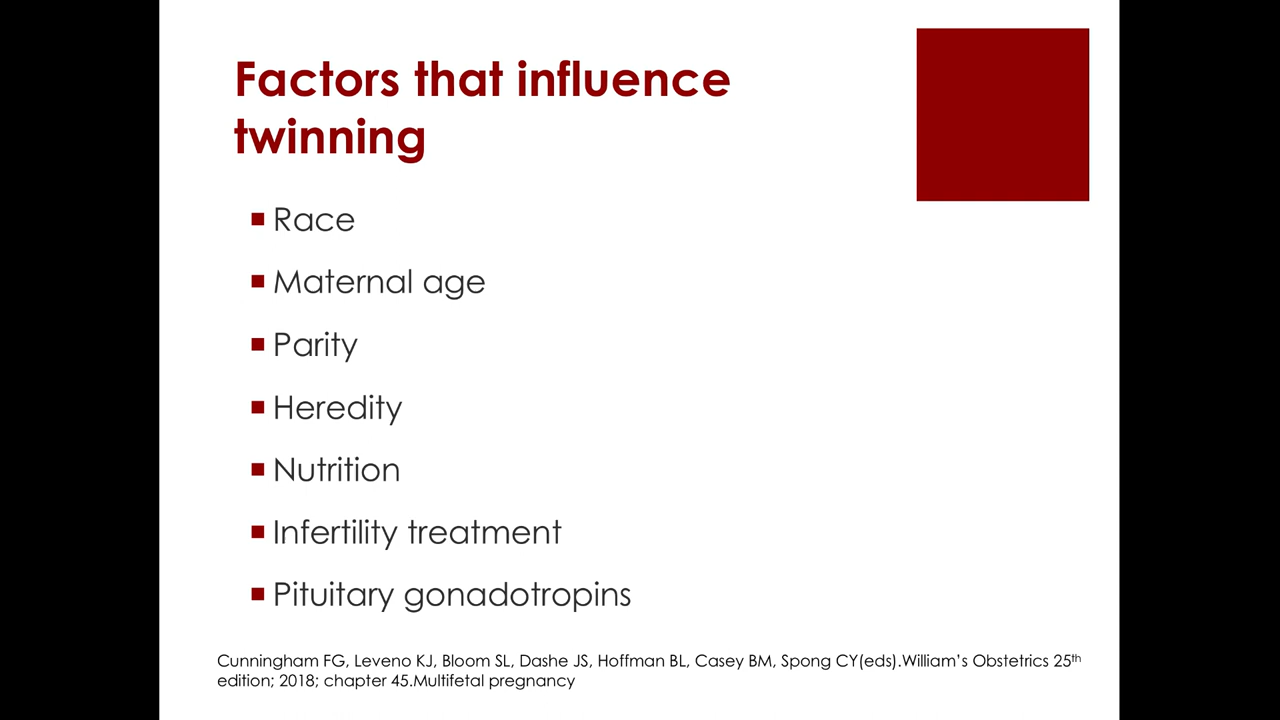 Factors that influence
twinning
Race
Maternal age
Parity
Heredity
Nutrition
Infertility treatment
Pituitary gonadotropins
Cunningham FG, Leveno KJ, Bloom SL, Dashe JS, Hoffman BL, Casey BM, Spong CY(eds).William’s Obstetrics 25th
edition; 2018; chapter 45.Multifetal pregnancy